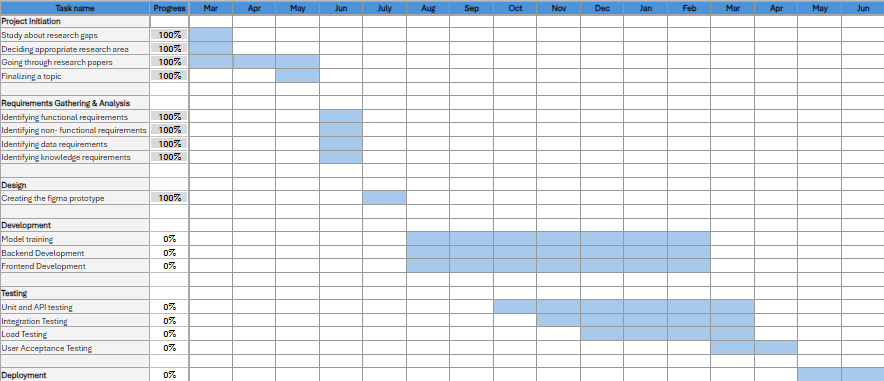 Task name Progress Mar Apr May Jun July Aug Sep Oct Nov Dec Jan Feb Mar Apr May Jun
Project Initiation
Study about research gaps 100%
Deciding appropriate research area 100%
Going through research papers 100%
Finalizing a topic 100%
Requirements Gathering & Analysis
Identifying functional requirements 100%
Identifying non- functional requirements 100%
Identifying data requirements 100%
Identifying knowledge requirements 100%
Design
Creating the figma prototype 100%
Development
Model training 0%
Backend Development 0%
Frontend Development 0%
Testing
Unit and API testing 0%
Integration Testing 0%
Load Testing 0%
User Acceptance Testing 0%
Deployment 0%